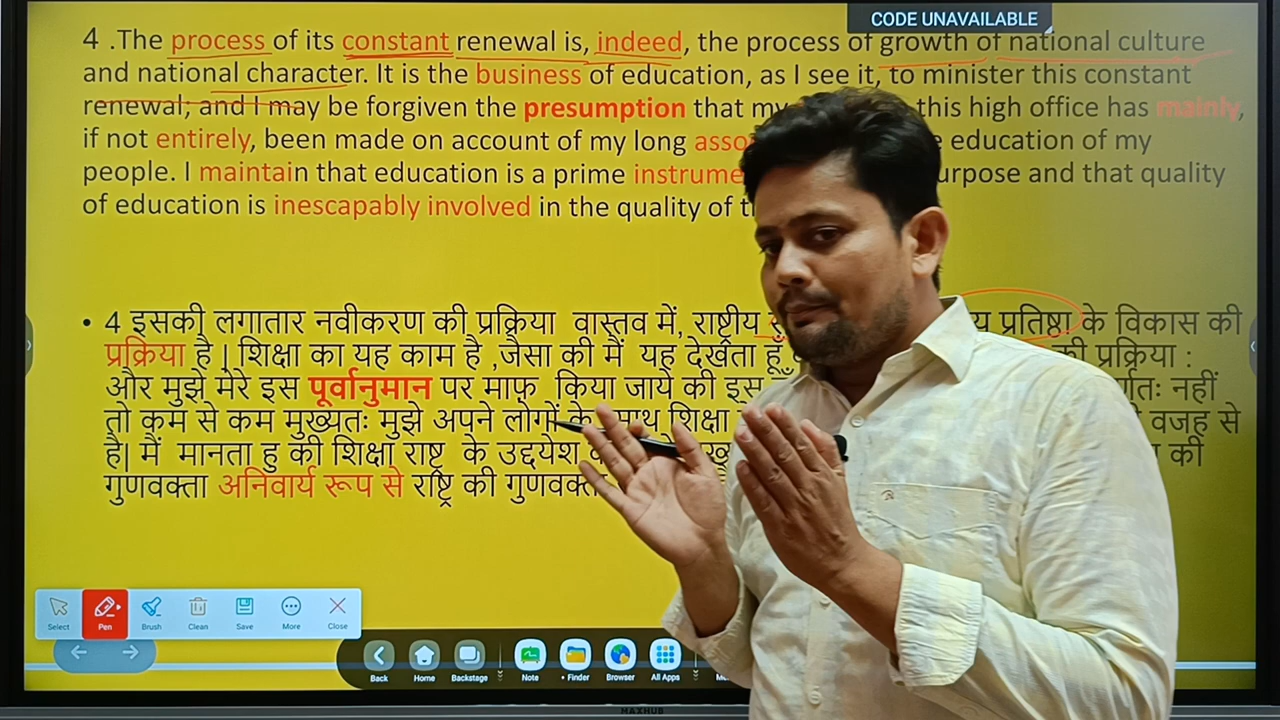 CODE UNAVAILABLE
4 .The process of its constant renewal is, indeed, the process of growth of national culture
and national character. It is the business of education, as I see it, to minister this constant
renewal; and I may be forgiven the presumption that my this high office has mainly,
if not entirely, been made on account of my long education of my
people. I maintain that education is a prime and that quality
of education is inescapably involved in the quality of
• 4 इसकी लगातार नवीकरण की प्रक्रिया वास्तव में, राष्ट्रीय प्रतिष्ठा के विकास की
प्रक्रिया है | शिक्षा का यह काम है ,जैसा की मैं यह देखता हूँ की प्रक्रिया :
और मुझे मेरे इस पूर्वानुमान पर माफ़ किया जाये की इस नहीं
तो कम से कम मुख्यतः मुझे अपने लोगों के शिक्षा वजह से
है| मैं मानता हु की शिक्षा राष्ट्र के उद्दयेश की
गुणवक्ता अनिवार्य रूप से राष्ट्र की
Select Pen Brush Clean Save More Close
Back Home Backstage Note Finder Browser All Apps
MAXHUB